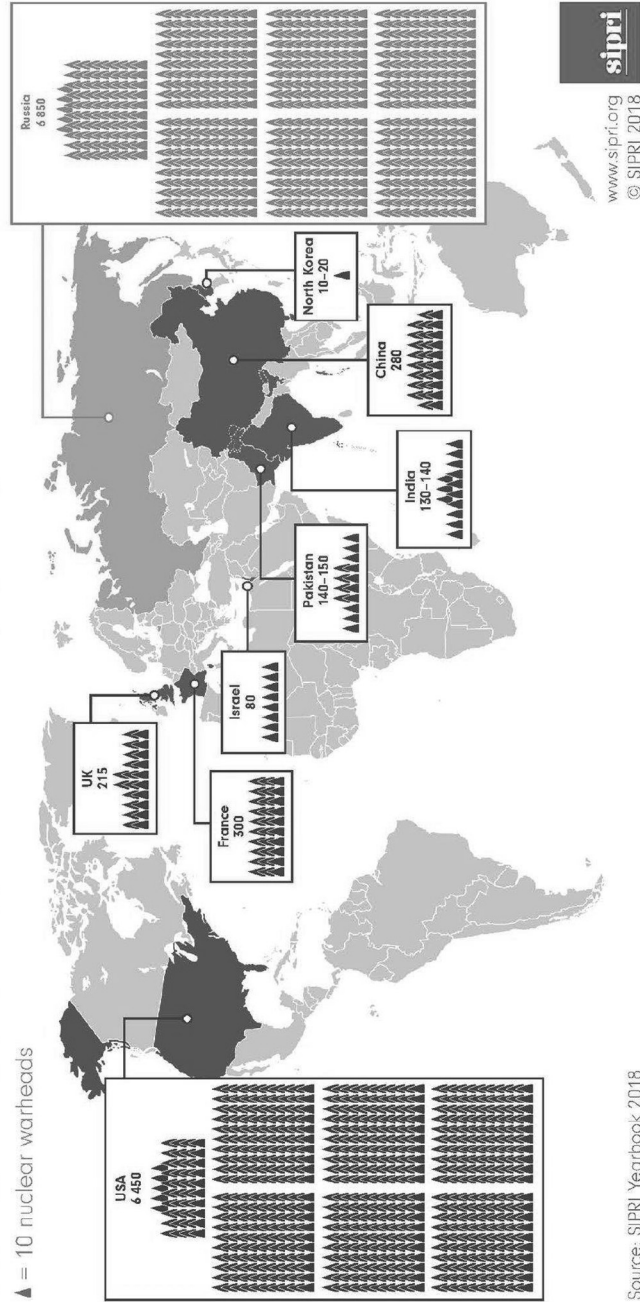 = 10 nuclear warheads
USA
6 450
UK
215
France
300
Israel
80
Pakistan
140–150
India
130–140
China
280
North Korea
10–20
Russia
6 850
Source: SIPRI Yearbook 2018
sipri
www.sipri.org
© SIPRI 2018